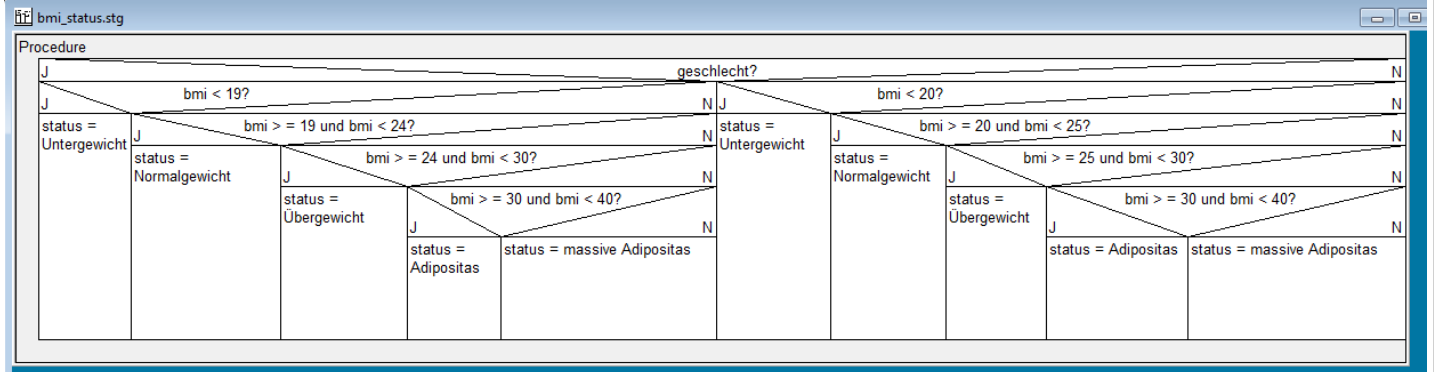 bmi_status.stg
Procedure
J geschlecht? N
J bmi < 19? N J bmi < 20? N
status =
Untergewicht
J bmi > = 19 und bmi < 24? N
status =
Untergewicht
J bmi > = 20 und bmi < 25? N
status =
Normalgewicht
J bmi > = 24 und bmi < 30? N
status =
Normalgewicht
J bmi > = 25 und bmi < 30? N
status =
Übergewicht
J bmi > = 30 und bmi < 40? N
status =
Übergewicht
J bmi > = 30 und bmi < 40? N
status =
Adipositas
status = massive Adipositas
status = Adipositas
status = massive Adipositas